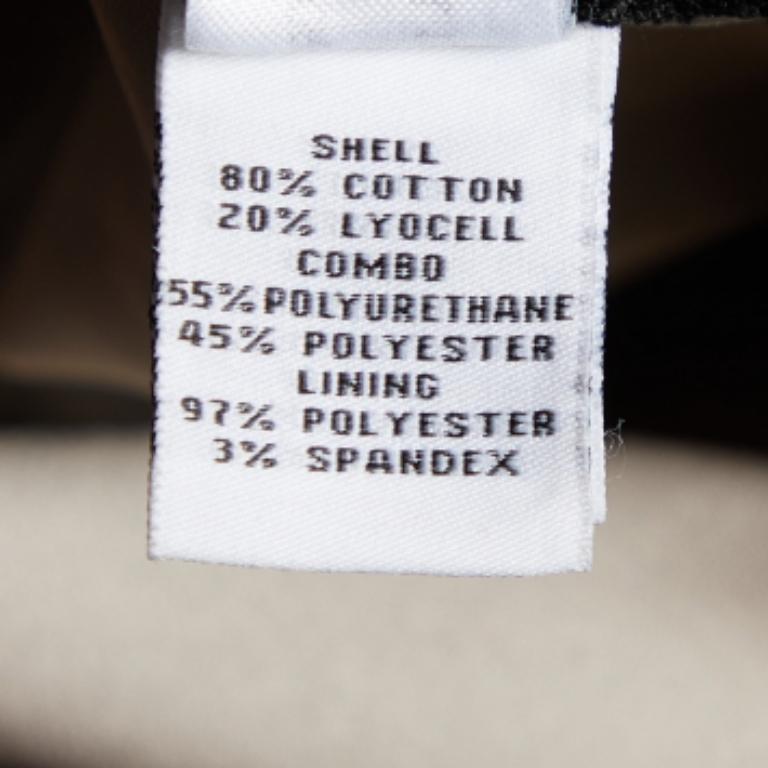 SHELL
80% COTTON
20% LYOCELL
COMBO
55%POLYURETHANE
45% POLYESTER
LINING
97% POLYESTER
3% SPANDEX